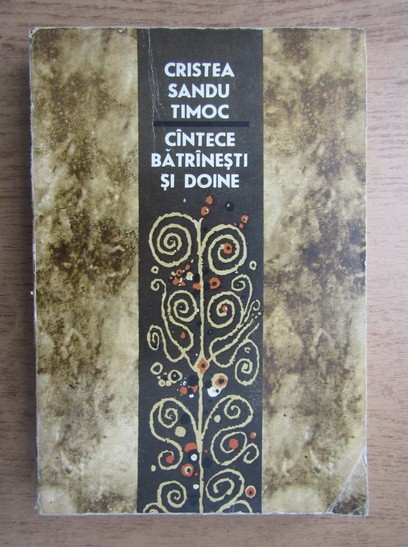 CRISTEA
SANDU
TIMOC
CÎNTECE
BĂTRÎNEȘTI
ȘI DOINE